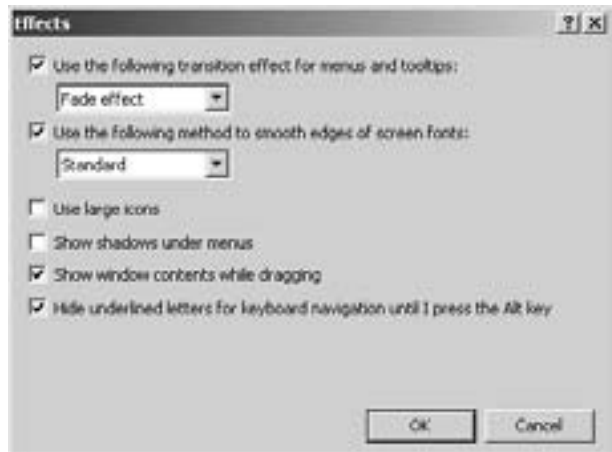 Effects
Use the following transition effect for menus and tooltips:
Fade effect
Use the following method to smooth edges of screen fonts:
Standard
Use large icons
Show shadows under menus
Show window contents while dragging
Hide underlined letters for keyboard navigation until I press the Alt key
OK
Cancel